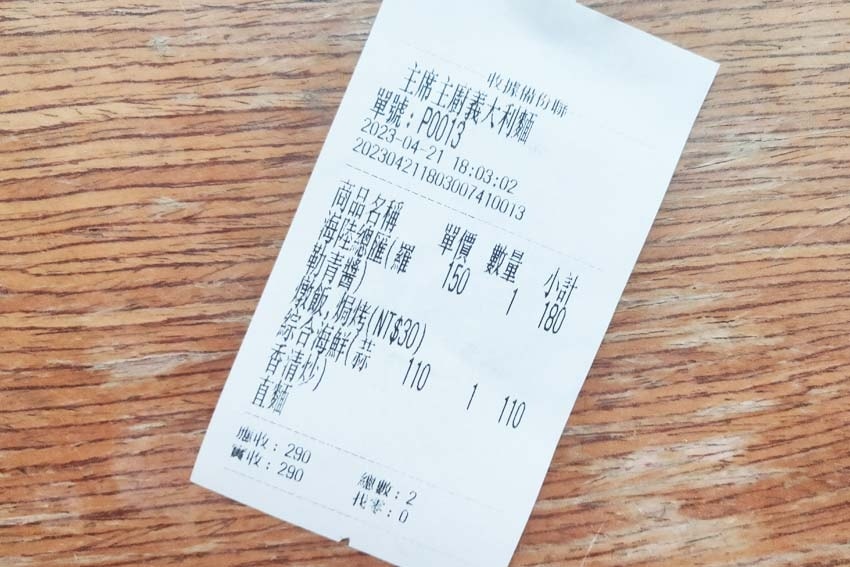 收據備份聯
主席主廚義大利麵
單號：P0013
2023-04-21 18:03:02
202304211803007410013
商品名稱 單價 數量 小計
海陸總匯(羅 150 1 180
勒青醬)
燉飯,焗烤(NT$30)
綜合海鮮(蒜 110 1 110
香清炒)
直麵
應收：290 總數：2
實收：290 找零：0